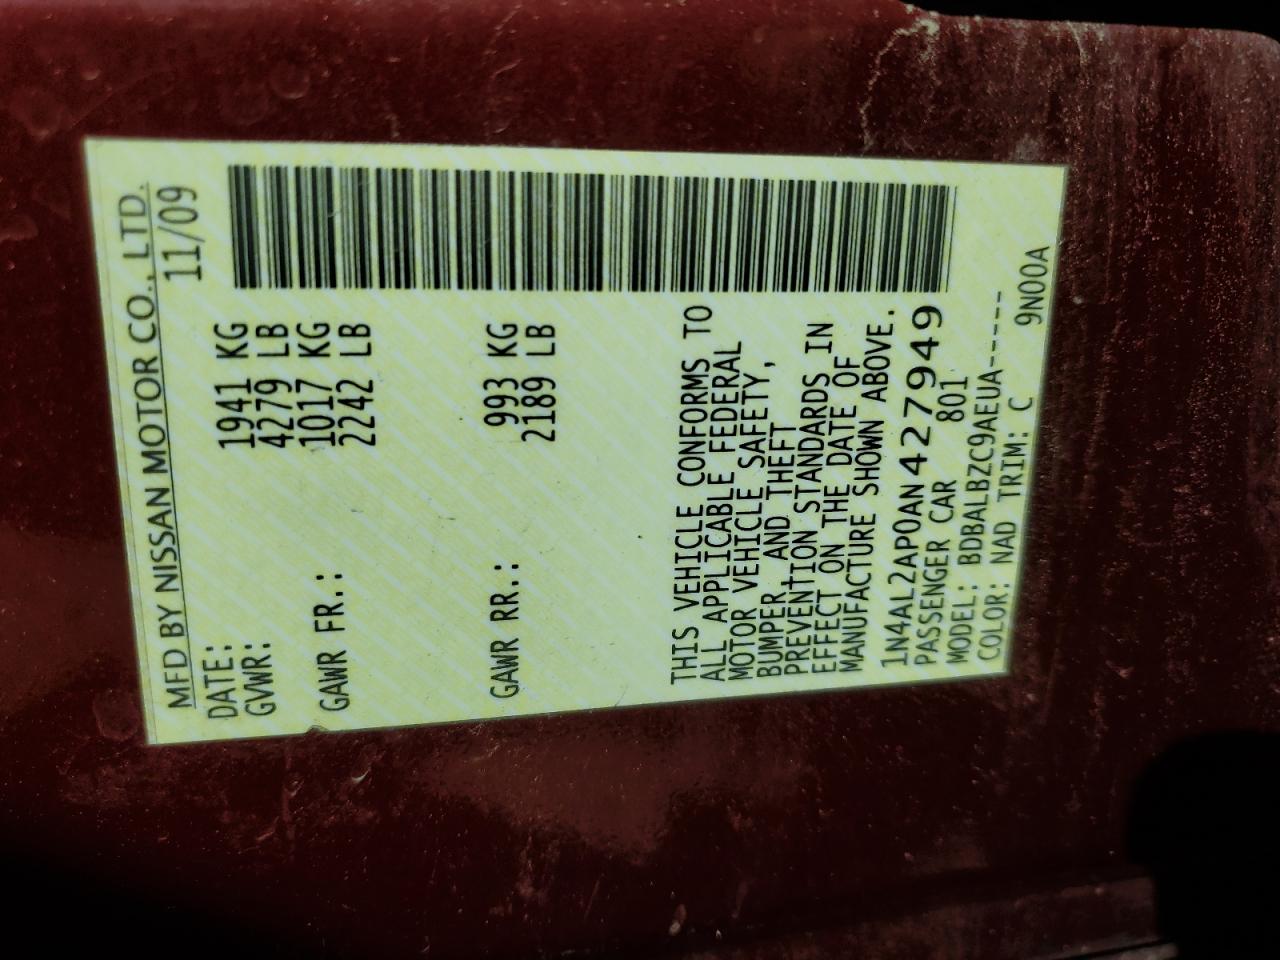 MFD BY NISSAN MOTOR CO., LTD.
DATE: 11/09
GVWR: 1941 KG
4279 LB
GAWR FR.: 1017 KG
2242 LB
GAWR RR.: 993 KG
2189 LB
THIS VEHICLE CONFORMS TO
ALL APPLICABLE FEDERAL
MOTOR VEHICLE SAFETY,
BUMPER, AND THEFT
PREVENTION STANDARDS IN
EFFECT ON THE DATE OF
MANUFACTURE SHOWN ABOVE.
1N4AL2AP0AN427949
PASSENGER CAR 801
MODEL: BDBALBZC9AEUA-----
COLOR: NAD TRIM: C 9N00A